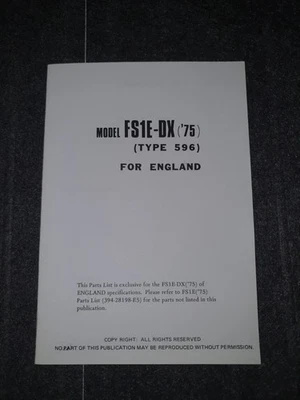 MODEL FS1E-DX ('75)
(TYPE 596)
FOR ENGLAND
This Parts List is exclusive for the FS1E-DX('75) of
ENGLAND specifications. Please refer to FS1E('75)
Parts List (394-28198-E5) for the parts not listed in this
publication.
COPY RIGHT: ALL RIGHTS RESERVED
NO PART OF THIS PUBLICATION MAY BE REPRODUCED WITHOUT PERMISSION.